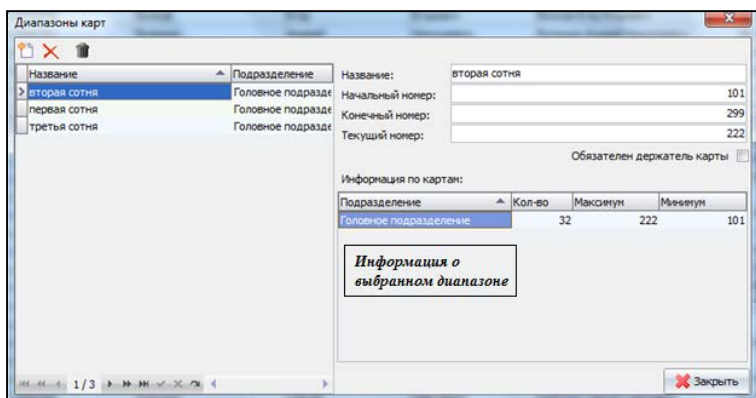 Диапазоны карт
Название Подразделение
вторая сотня Головное подразде
первая сотня Головное подразде
третья сотня Головное подразде
Название: вторая сотня
Начальный номер: 101
Конечный номер: 299
Текущий номер: 222
Обязателен держатель карты
Информация по картам:
Подразделение Кол-во Максимум Минимум
Головное подразделение 32 222 101
Информация о
выбранном диапазоне
1 / 3
Закрыть